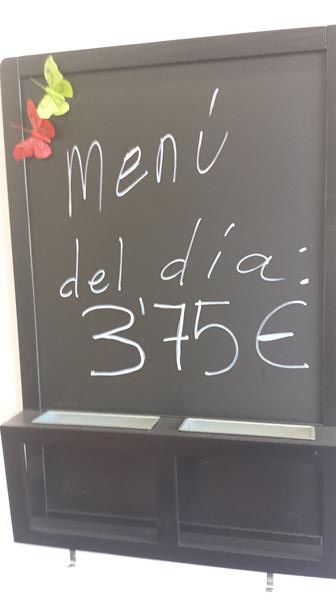 Menú
del día:
3'75€